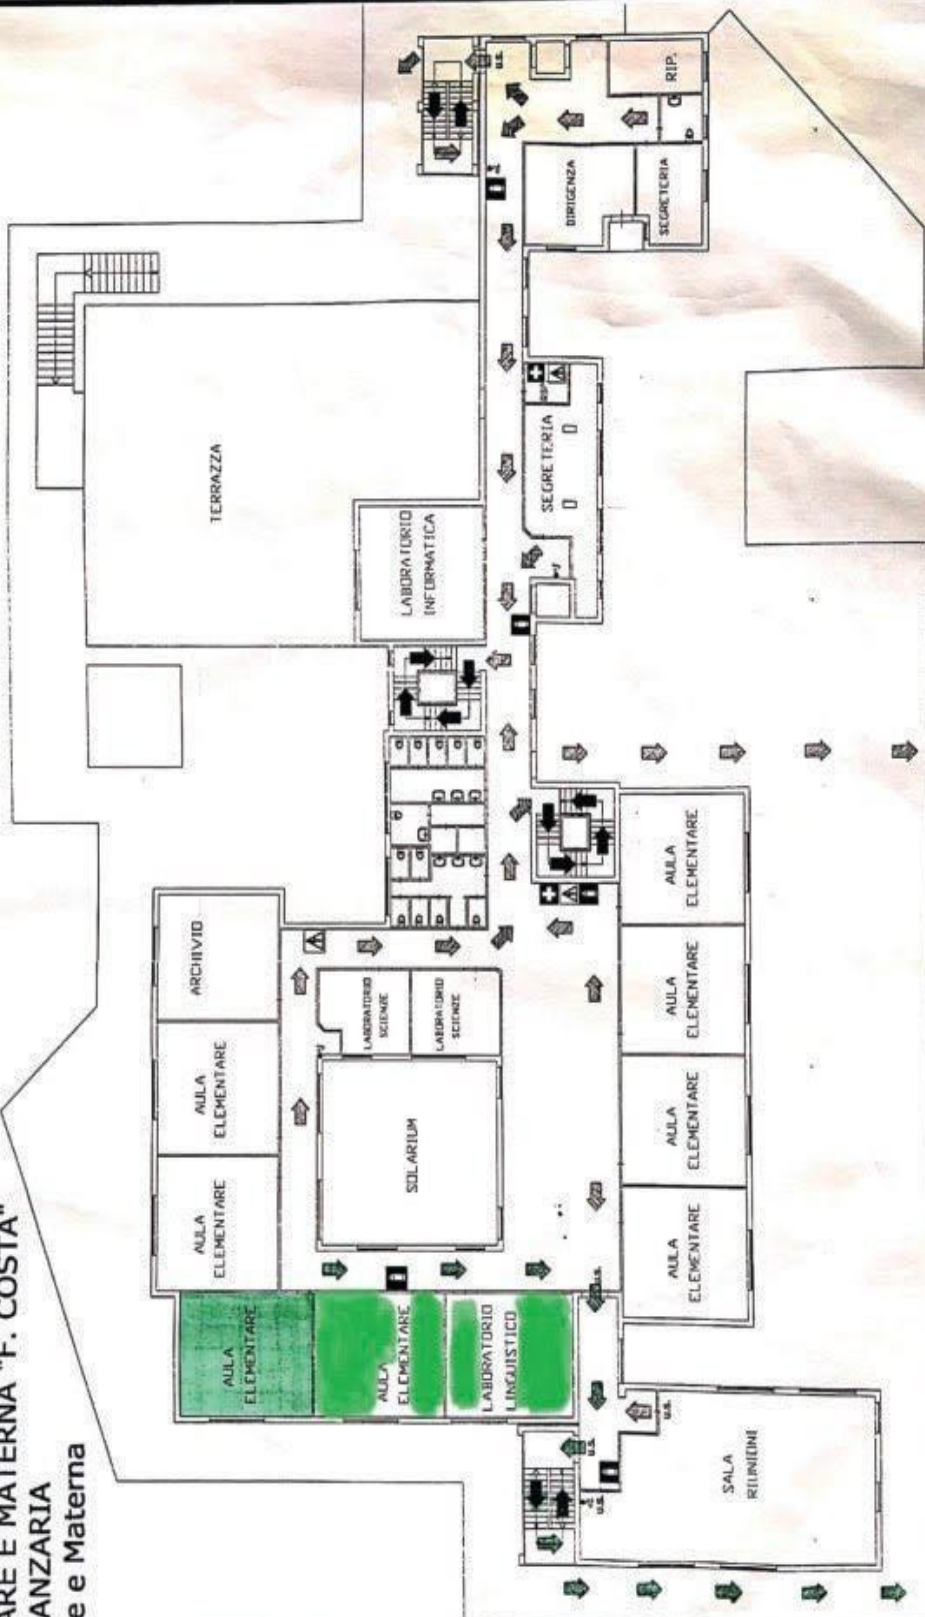 ARE E MATERNA "F. COSTA"
ANZARIA
e e Materna
AULA
ELEMENTARE
AULA
ELEMENTARE
AULA
ELEMENTARE
ARCHIVIO
TERRAZZA
AULA
ELEMENTARE
LABORATORIO
LINGUISTICO
SOLARIUM
LABORATORIO
SCIENZE
LABORATORIO
SCIENZE
LABORATORIO
INFORMATICA
U.S.
U.S.
U.S.
U.S.
U.S.
SEGRETERIA
RIP.
DIRIGENZA
SEGRETERIA
RIP.
SALA
RIUNIONI
AULA
ELEMENTARE
AULA
ELEMENTARE
AULA
ELEMENTARE
AULA
ELEMENTARE